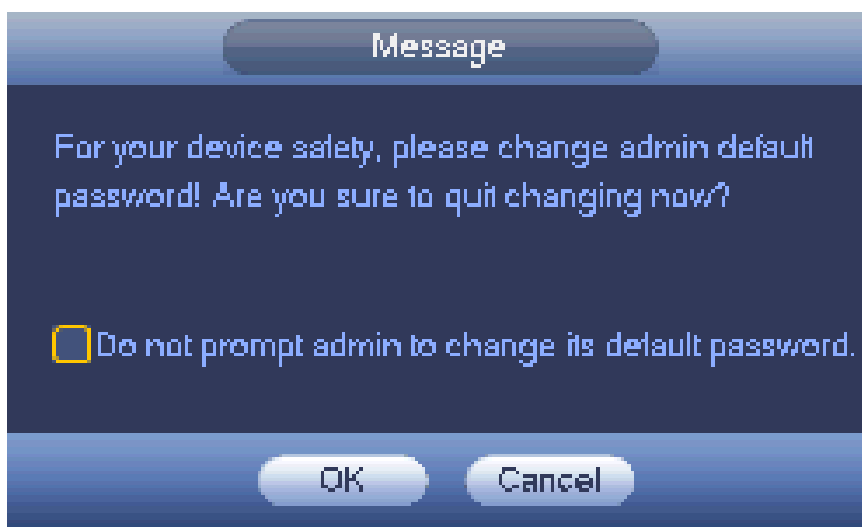 Message
For your device safety, please change admin default
password! Are you sure to quit changing now?
Do not prompt admin to change its default password.
OK
Cancel